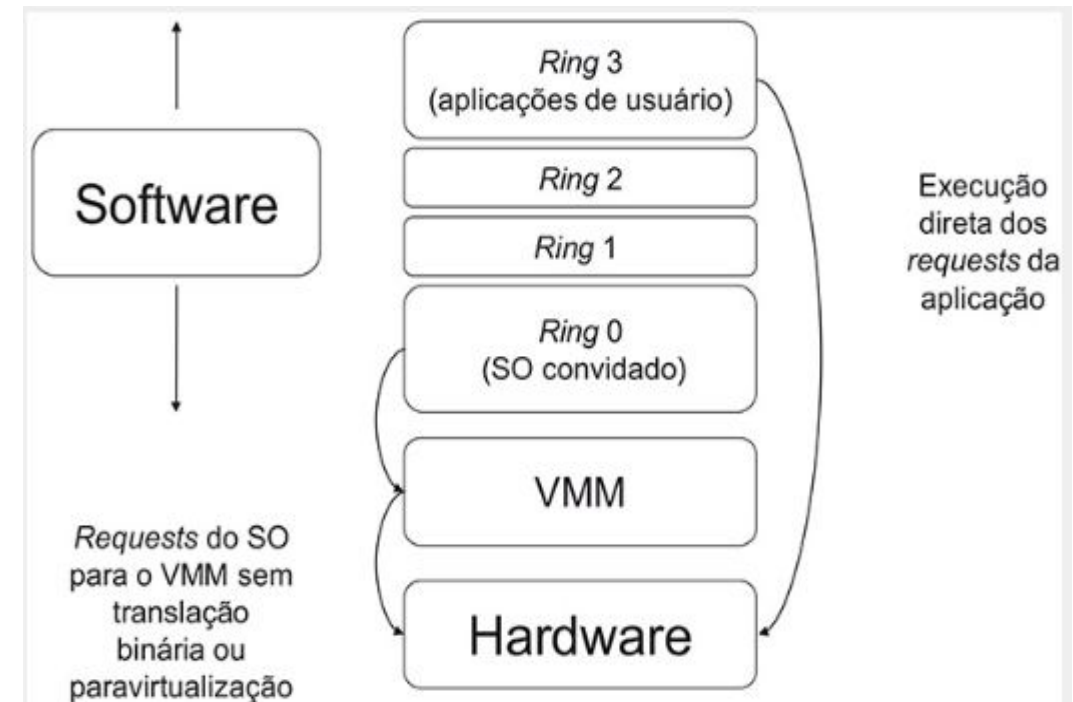 Software
Requests do SO
para o VMM sem
translação
binária ou
paravirtualização
Ring 3
(aplicações de usuário)
Ring 2
Ring 1
Ring 0
(SO convidado)
VMM
Hardware
Execução
direta dos
requests da
aplicação